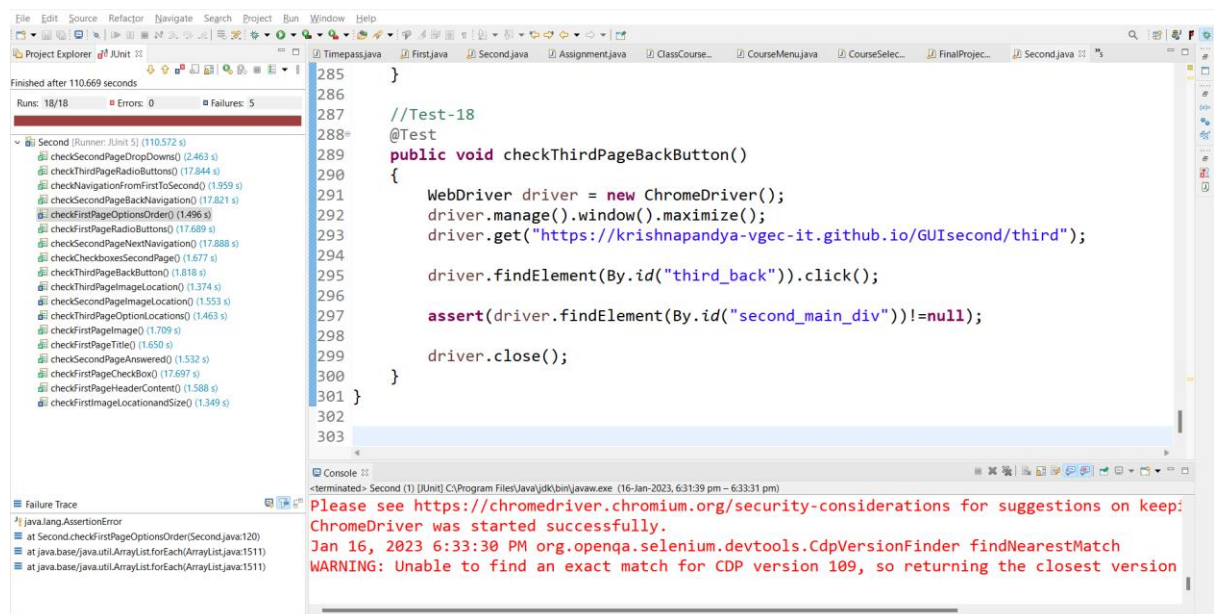 File Edit Source Refactor Navigate Search Project Run Window Help
Project Explorer JUnit
Timepass.java First.java Second.java Assignment.java ClassCourse... CourseMenu.java CourseSelec... FinalProjec... Second.java
Finished after 110.669 seconds
Runs: 18/18 Errors: 0 Failures: 5
Second [Runner: JUnit 5] (110.572 s)
checkSecondPageDropDowns() (2.463 s)
checkThirdPageRadioButtons() (17.844 s)
checkNavigationFromFirstToSecond() (1.959 s)
checkSecondPageBackNavigation() (17.821 s)
checkFirstPageOptionsOrder() (1.496 s)
checkFirstPageRadioButtons() (17.689 s)
checkSecondPageNextNavigation() (17.888 s)
checkCheckboxesSecondPage() (1.677 s)
checkThirdPageBackButton() (1.818 s)
checkThirdPageImageLocation() (1.374 s)
checkSecondPageImageLocation() (1.553 s)
checkThirdPageOptionLocations() (1.463 s)
checkFirstPageImage() (1.709 s)
checkFirstPageTitle() (1.650 s)
checkSecondPageAnswered() (1.532 s)
checkFirstPageCheckBox() (17.697 s)
checkFirstPageHeaderContent() (1.588 s)
checkFirstImageLocationandSize() (1.349 s)
Failure Trace
java.lang.AssertionError
at Second.checkFirstPageOptionsOrder(Second.java:120)
at java.base/java.util.ArrayList.forEach(ArrayList.java:1511)
at java.base/java.util.ArrayList.forEach(ArrayList.java:1511)
285 }
286
287 //Test-18
288 @Test
289 public void checkThirdPageBackButton()
290 {
291 WebDriver driver = new ChromeDriver();
292 driver.manage().window().maximize();
293 driver.get("https://krishnapandya-vgec-it.github.io/GUIsecond/third");
294
295 driver.findElement(By.id("third_back")).click();
296
297 assert(driver.findElement(By.id("second_main_div"))!=null);
298
299 driver.close();
300 }
301 }
302
303
Console
<terminated> Second (1) [JUnit] C:\Program Files\Java\jdk\bin\javaw.exe (16-Jan-2023, 6:31:39 pm – 6:33:31 pm)
Please see https://chromedriver.chromium.org/security-considerations for suggestions on keepi
ChromeDriver was started successfully.
Jan 16, 2023 6:33:30 PM org.openqa.selenium.devtools.CdpVersionFinder findNearestMatch
WARNING: Unable to find an exact match for CDP version 109, so returning the closest version